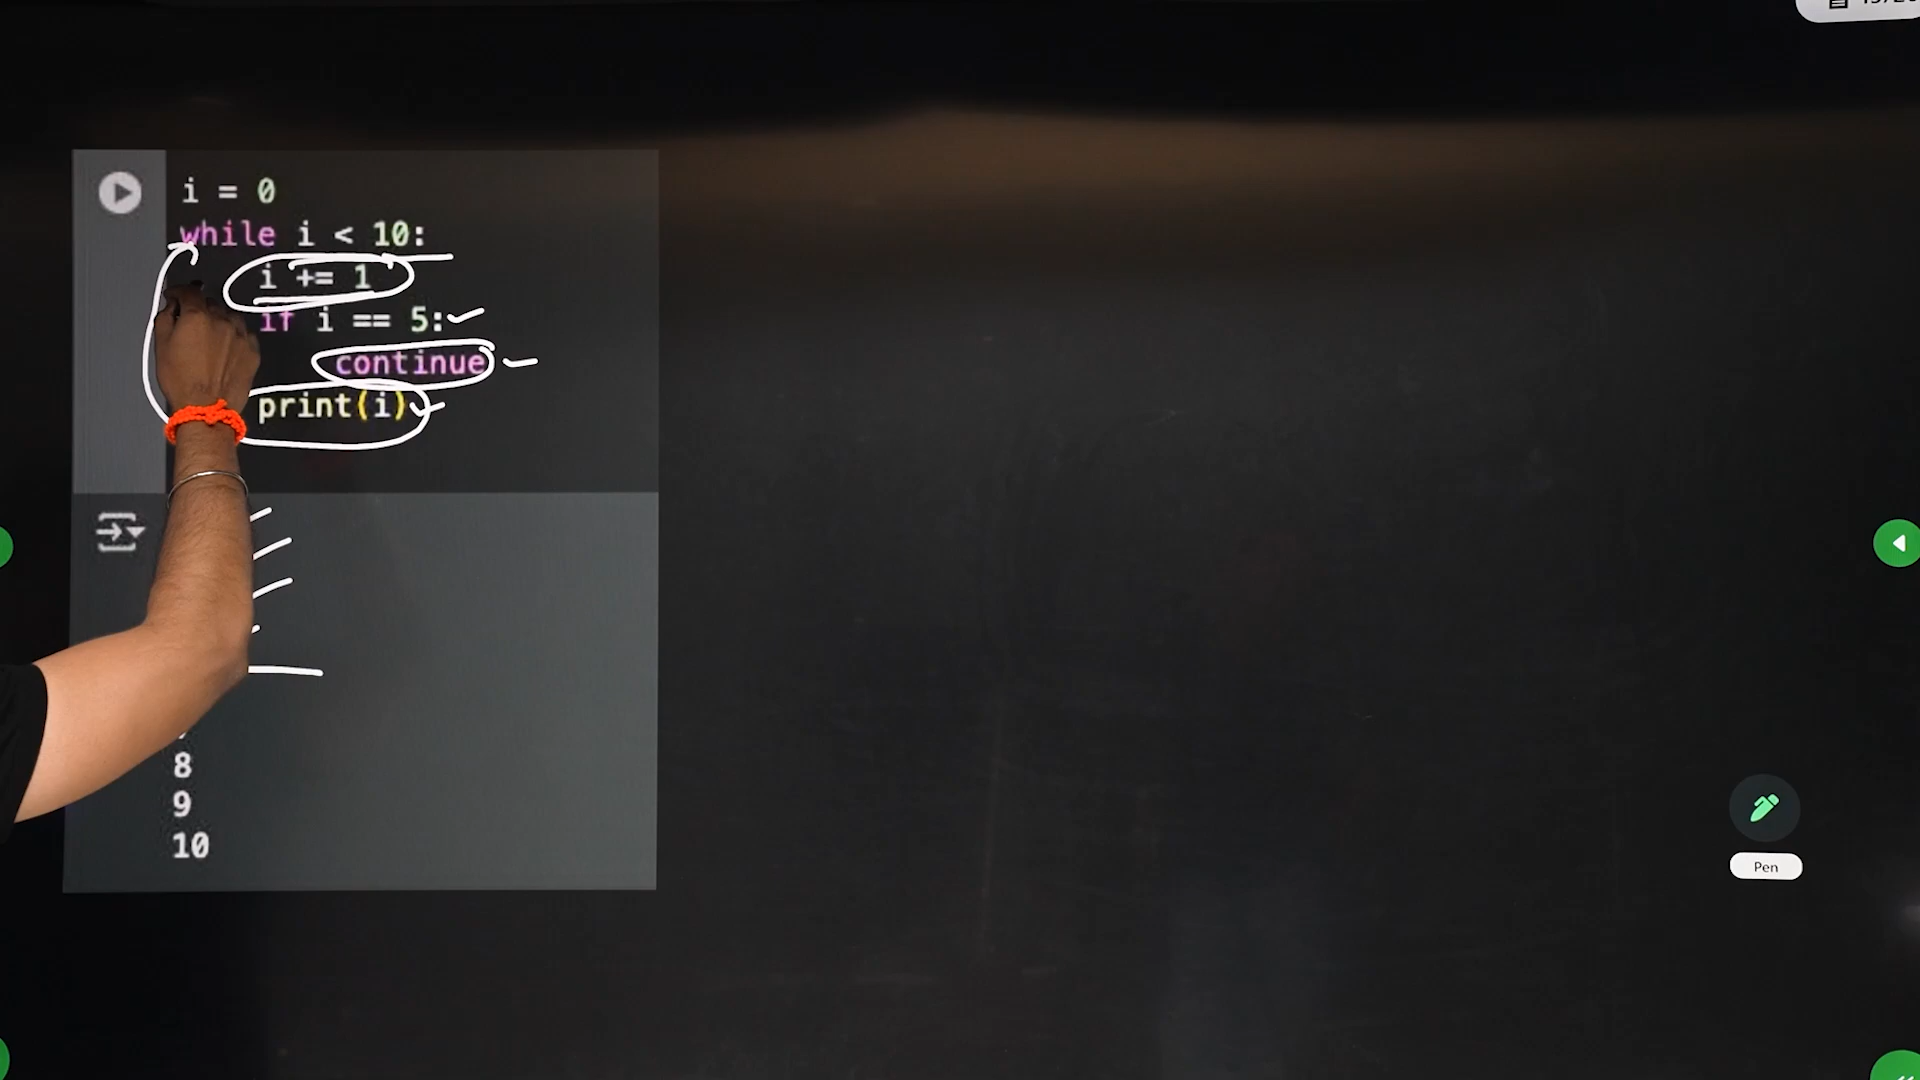 i = 0
while i < 10:
i += 1
if i == 5:
continue
print(i)
8
9
10
Pen